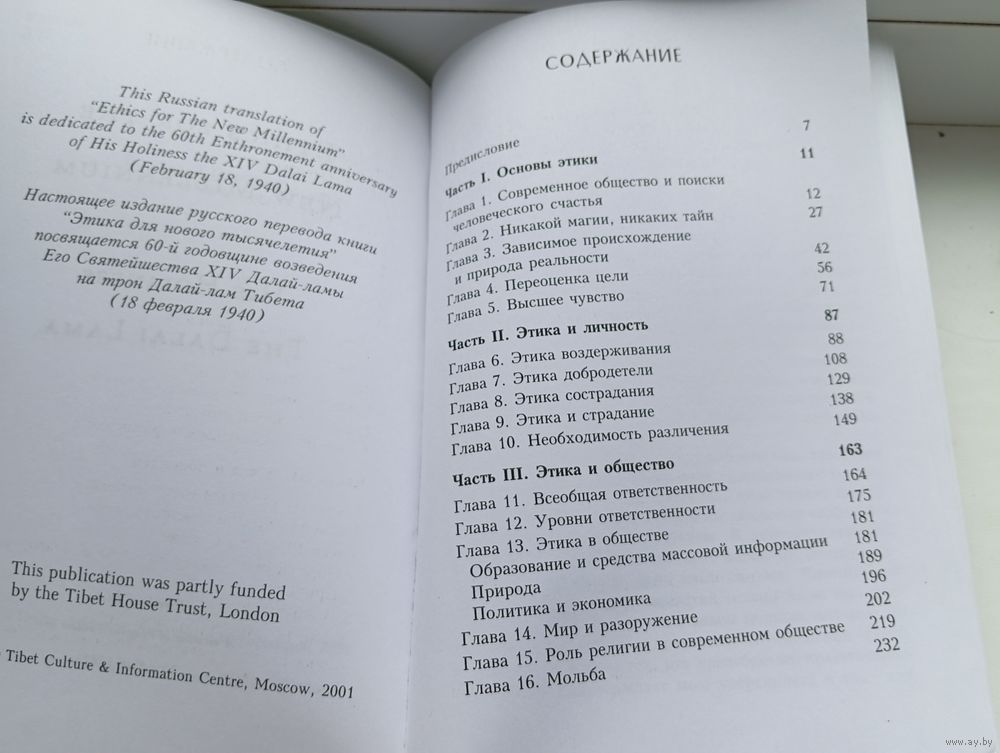 This Russian translation of
“Ethics for The New Millennium”
is dedicated to the 60th Enthronement anniversary
of His Holiness the XIV Dalai Lama
(February 18, 1940)
Настоящее издание русского перевода книги
“Этика для нового тысячелетия”
посвящается 60-й годовщине возведения
Его Святейшества XIV Далай-ламы
на трон Далай-лам Тибета
(18 февраля 1940)
This publication was partly funded
by the Tibet House Trust, London
Tibet Culture & Information Centre, Moscow, 2001
СОДЕРЖАНИЕ
Предисловие 7
Часть I. Основы этики 11
Глава 1. Современное общество и поиски
человеческого счастья 12
Глава 2. Никакой магии, никаких тайн 27
Глава 3. Зависимое происхождение
и природа реальности 42
Глава 4. Переоценка цели 56
Глава 5. Высшее чувство 71
Часть II. Этика и личность 87
Глава 6. Этика воздерживания 88
Глава 7. Этика добродетели 108
Глава 8. Этика сострадания 129
Глава 9. Этика и страдание 138
Глава 10. Необходимость различения 149
Часть III. Этика и общество 163
Глава 11. Всеобщая ответственность 164
Глава 12. Уровни ответственности 175
Глава 13. Этика в обществе 181
Образование и средства массовой информации 181
Природа 189
Политика и экономика 196
Глава 14. Мир и разоружение 202
Глава 15. Роль религии в современном обществе 219
Глава 16. Мольба 232
www.ay.by